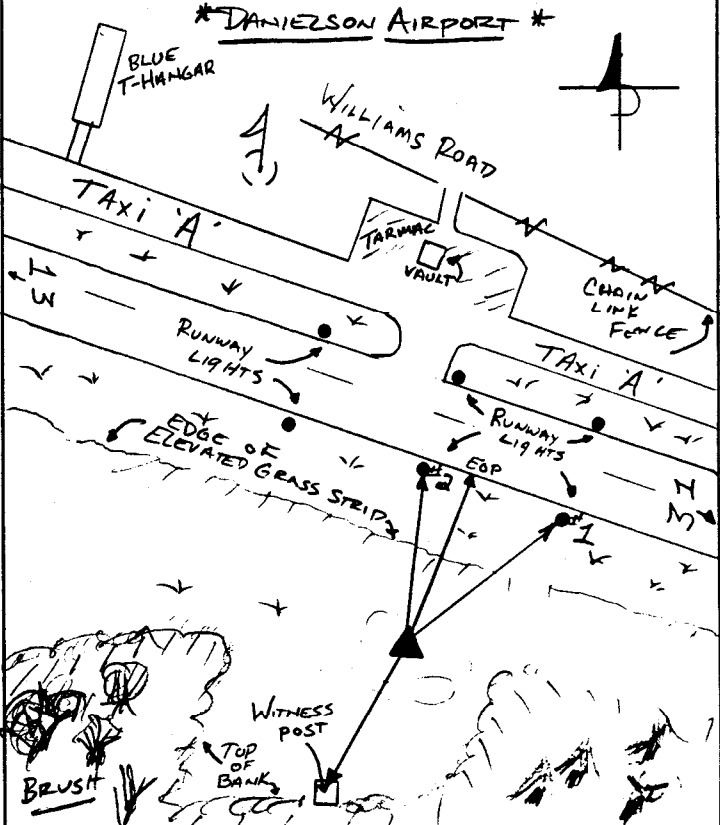 *DANIELSON AIRPORT*
BLUE
T-HANGAR
WILLIAMS ROAD
TAXI 'A'
TARMAC
VAULT
13
CHAIN
LINK
FENCE
RUNWAY
LIGHTS
TAXI 'A'
RUNWAY
LIGHTS
EDGE OF
ELEVATED GRASS STRIP
EOP
#2
#1
WITNESS
POST
TOP
OF
BANK
BRUSH